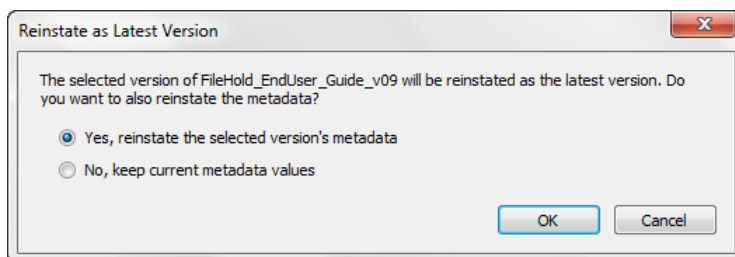 Reinstate as Latest Version
The selected version of FileHold_EndUser_Guide_v09 will be reinstated as the latest version. Do
you want to also reinstate the metadata?
Yes, reinstate the selected version's metadata
No, keep current metadata values
OK Cancel